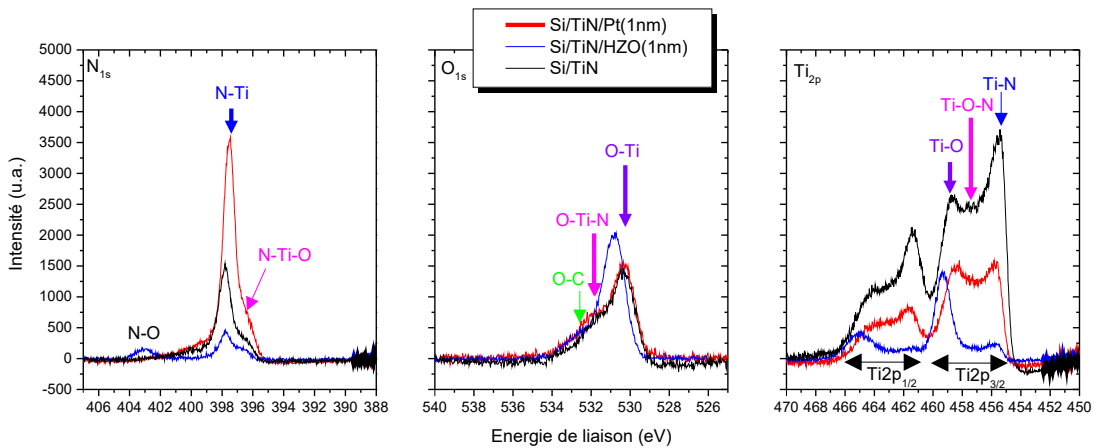 Si/TiN/Pt(1nm)
Si/TiN/HZO(1nm)
Si/TiN
Intensité (u.a.)
5000
4500
4000
3500
3000
2500
2000
1500
1000
500
0
-500
N1s
N-Ti
N-Ti-O
N-O
406 404 402 400 398 396 394 392 390 388
O1s
O-Ti
O-Ti-N
O-C
540 538 536 534 532 530 528 526
Ti2p
Ti-N
Ti-O-N
Ti-O
Ti2p1/2
Ti2p3/2
470 468 466 464 462 460 458 456 454 452 450
Energie de liaison (eV)